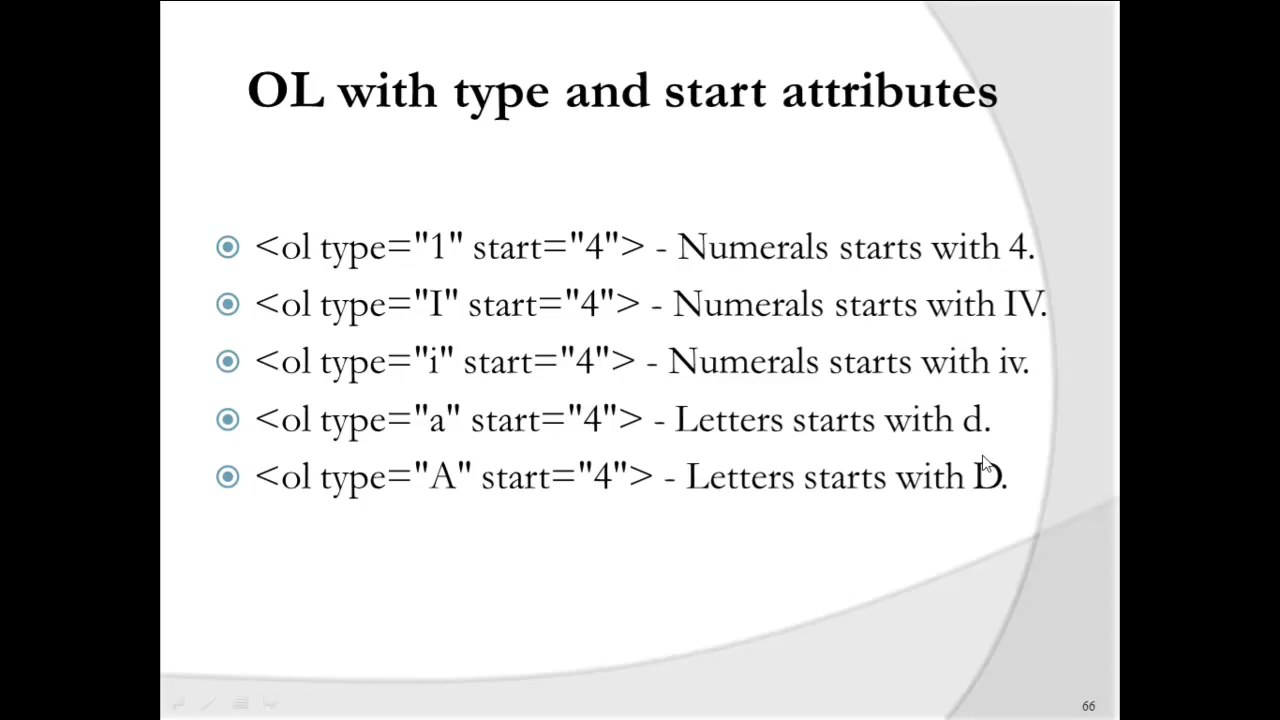 OL with type and start attributes
<ol type="1" start="4"> - Numerals starts with 4.
<ol type="I" start="4"> - Numerals starts with IV.
<ol type="i" start="4"> - Numerals starts with iv.
<ol type="a" start="4"> - Letters starts with d.
<ol type="A" start="4"> - Letters starts with D.
66